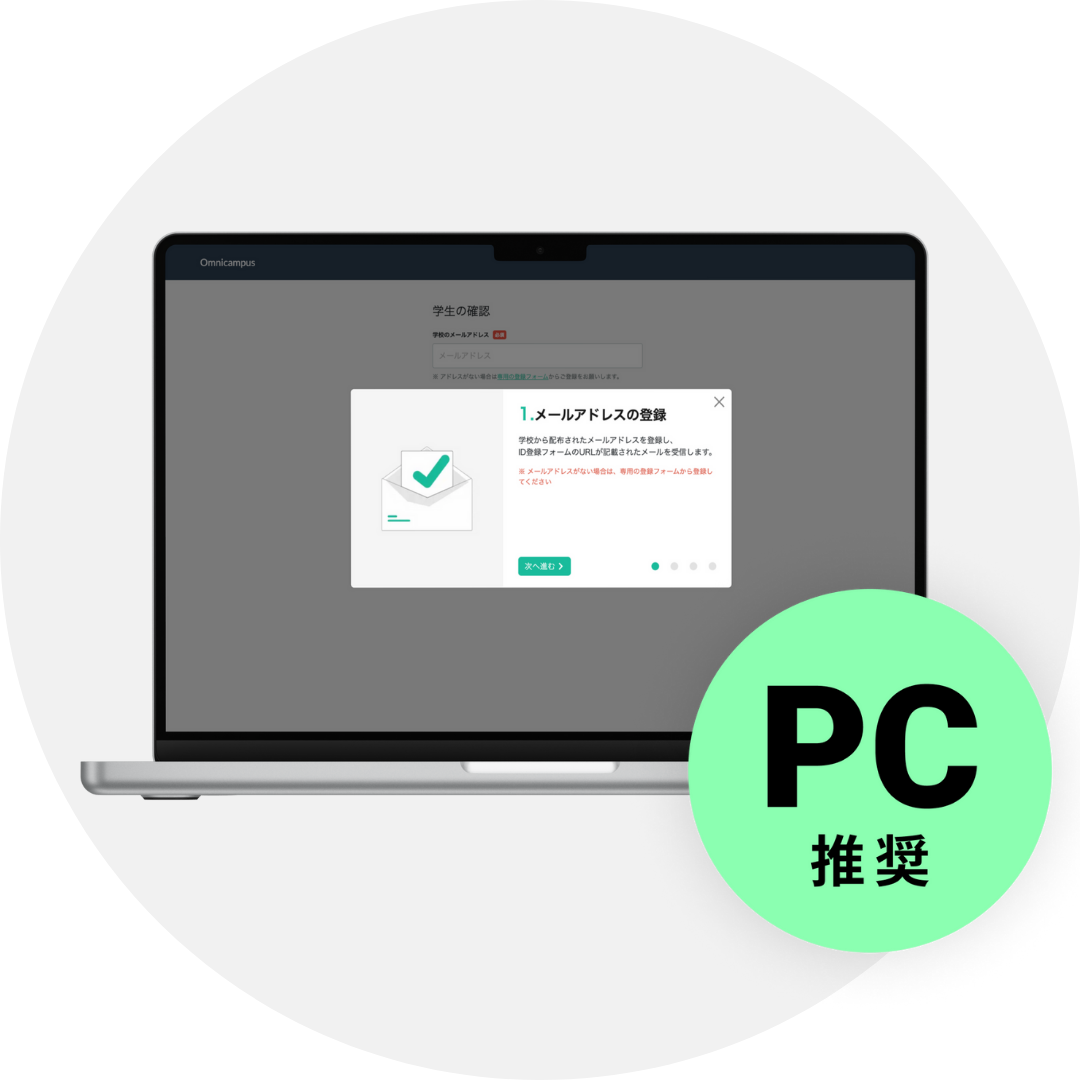 Omnicampus
学生の確認
学校のメールアドレス 必須
メールアドレス
※ アドレスがない場合は専用の登録フォームからご登録をお願いします。
1.メールアドレスの登録
学校から配布されたメールアドレスを登録し、
ID登録フォームのURLが記載されたメールを受信します。
※ メールアドレスがない場合は、専用の登録フォームから登録し
てください
次へ進む
PC
推奨